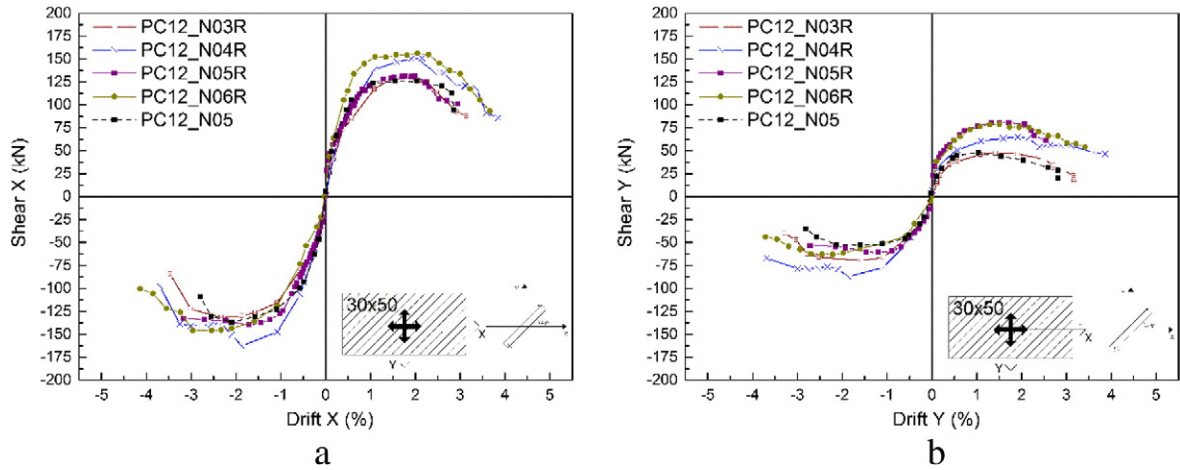 PC12_N03R
PC12_N04R
PC12_N05R
PC12_N06R
PC12_N05
200
175
150
125
100
75
50
25
0
-25
-50
-75
-100
-125
-150
-175
-200
Shear X (kN)
-5 -4 -3 -2 -1 0 1 2 3 4 5
Drift X (%)
30x50
X
Y
a
PC12_N03R
PC12_N04R
PC12_N05R
PC12_N06R
PC12_N05
200
175
150
125
100
75
50
25
0
-25
-50
-75
-100
-125
-150
-175
-200
Shear Y (kN)
-5 -4 -3 -2 -1 0 1 2 3 4 5
Drift Y (%)
30x50
X
Y
b